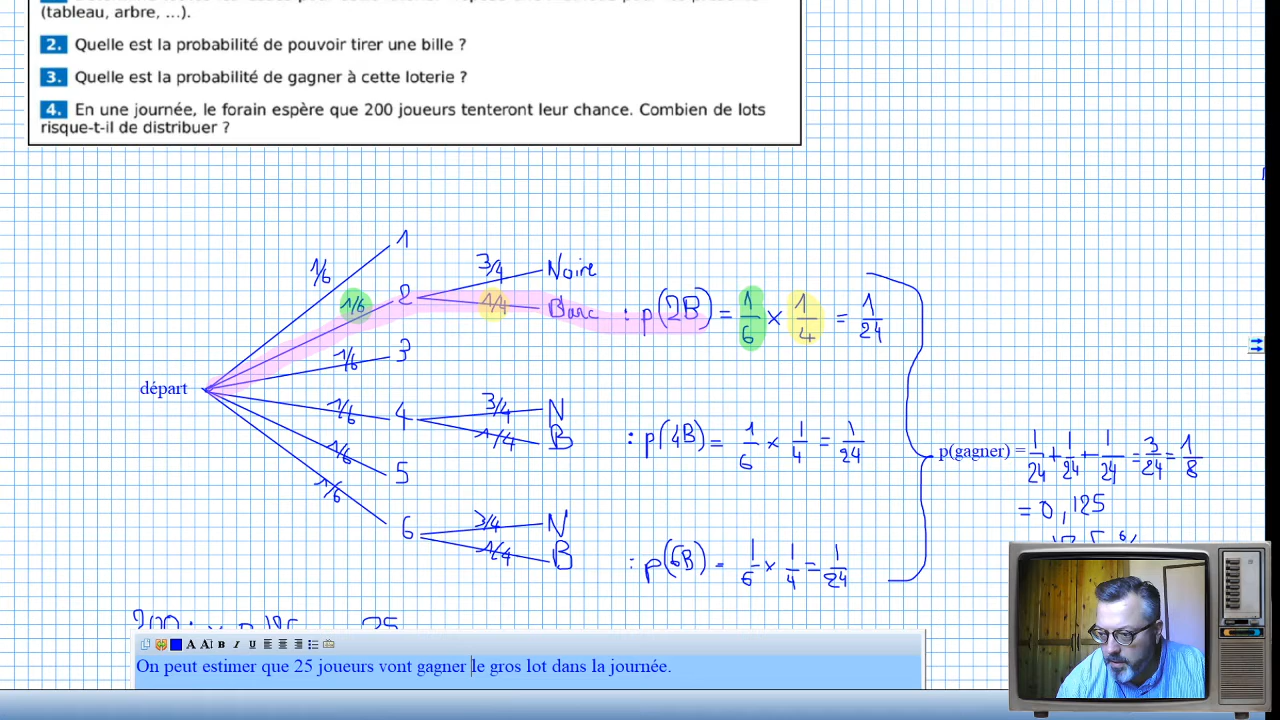 (tableau, arbre, …).
2. Quelle est la probabilité de pouvoir tirer une bille ?
3. Quelle est la probabilité de gagner à cette loterie ?
4. En une journée, le forain espère que 200 joueurs tenteront leur chance. Combien de lots
risque-t-il de distribuer ?
1/6 1
3/4 Noire
1/6 2 1/4 Banc : p(2B) = 1/6 × 1/4 = 1/24
1/6 3
départ
1/6 4 3/4 N
1/4 B : p(4B) = 1/6 × 1/4 = 1/24
p(gagner) = 1/24 + 1/24 + 1/24 = 3/24 = 1/8
1/6 5
= 0,125
1/6 6 3/4 N
1/4 B : p(6B) = 1/6 × 1/4 = 1/24
A A B I U
On peut estimer que 25 joueurs vont gagner le gros lot dans la journée.